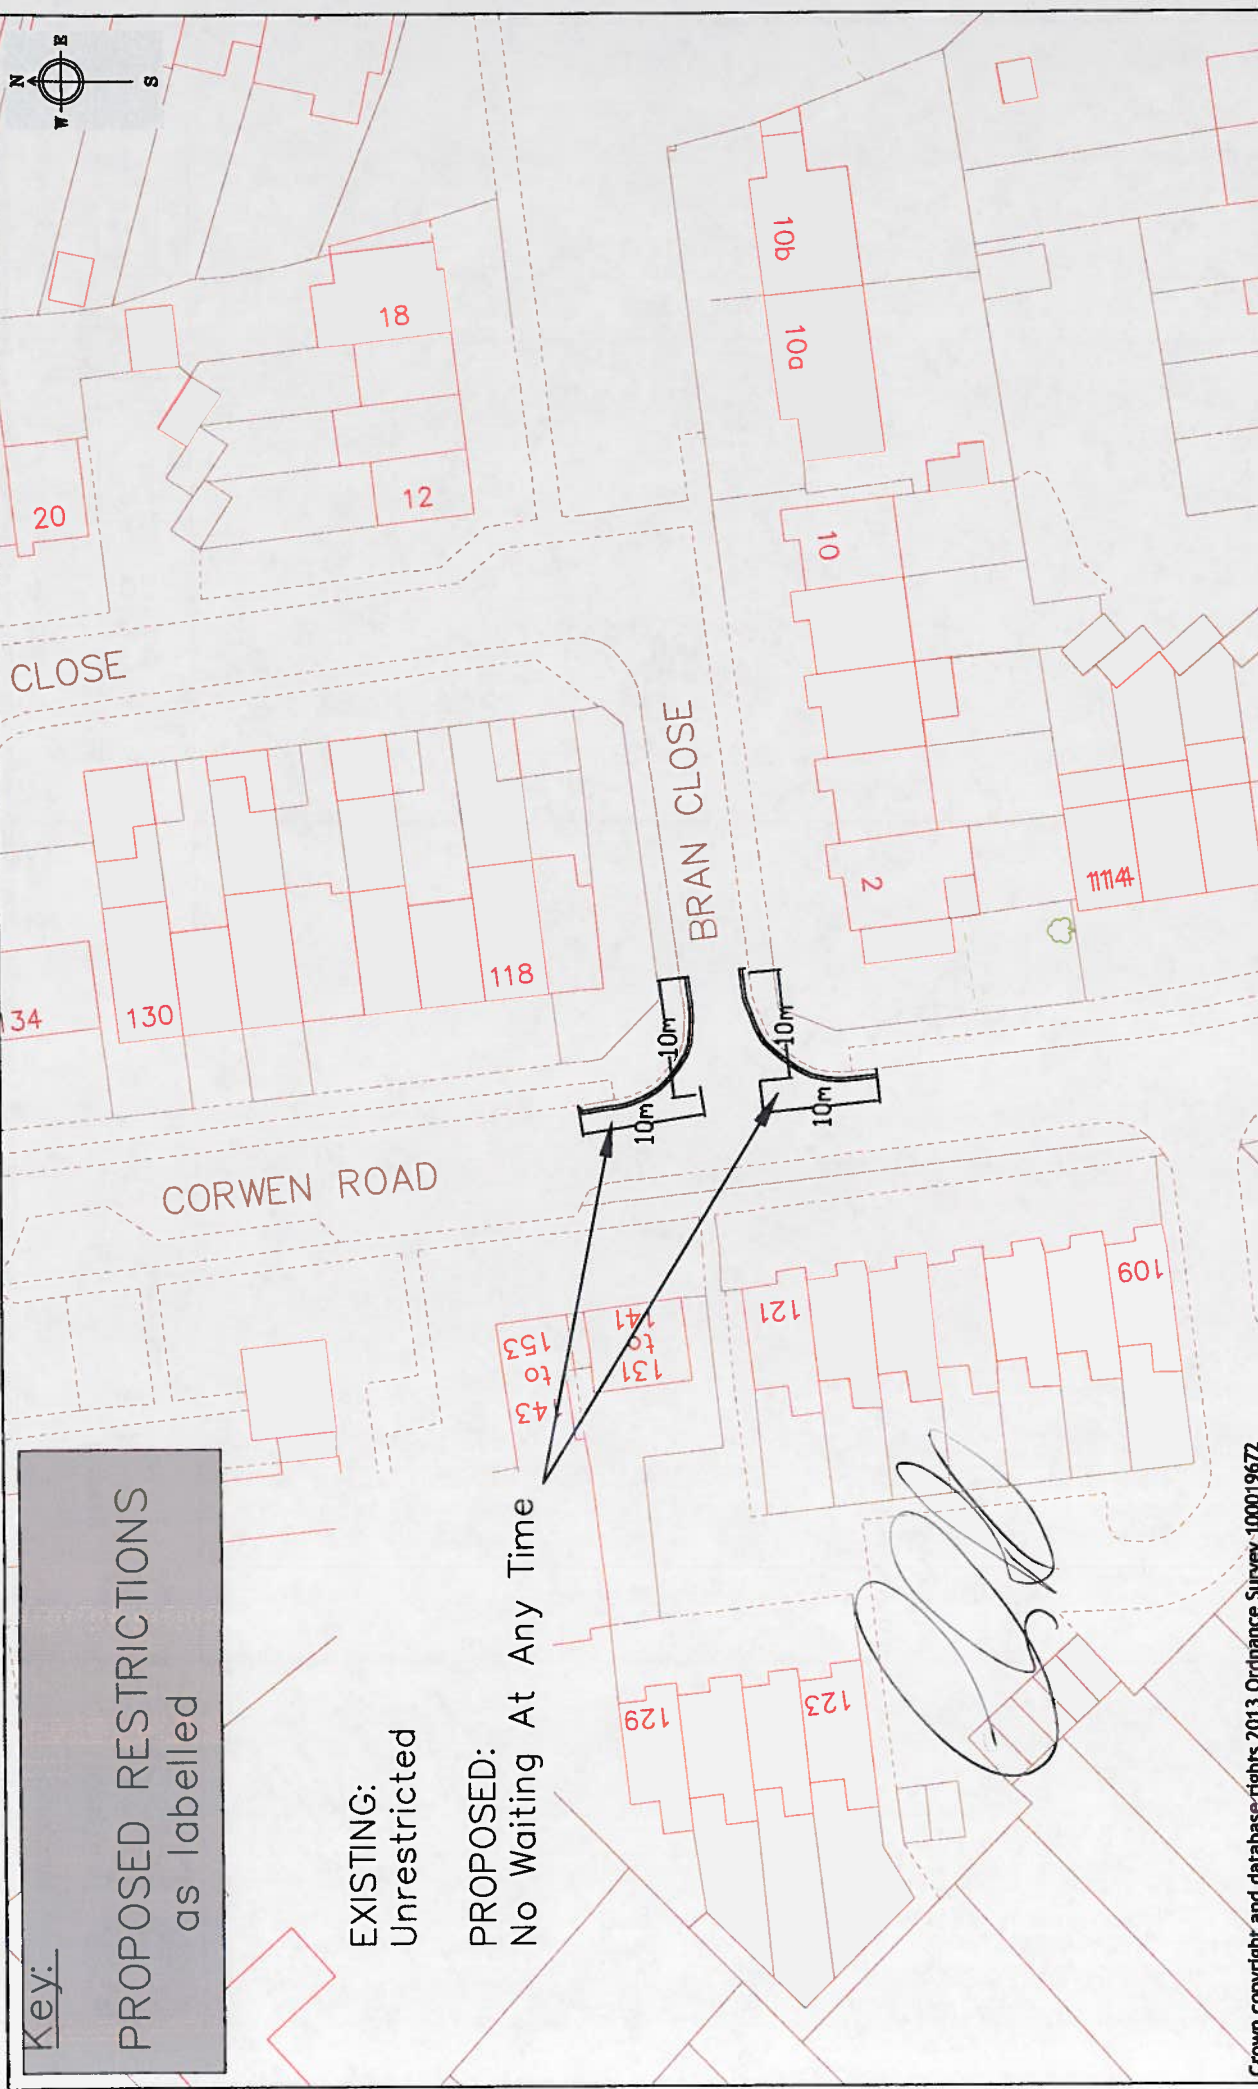 Key:
PROPOSED RESTRICTIONS
as labelled
EXISTING:
Unrestricted
PROPOSED:
No Waiting At Any Time
N
W
E
S
CLOSE
BRAN CLOSE
CORWEN ROAD
20
18
12
34
130
118
10b
10a
10
2
10m
10m
10m
10m
153
to
43
141
to
131
121
109
129
123
Crown copyright and database rights 2013 Ordnance Survey 100019672